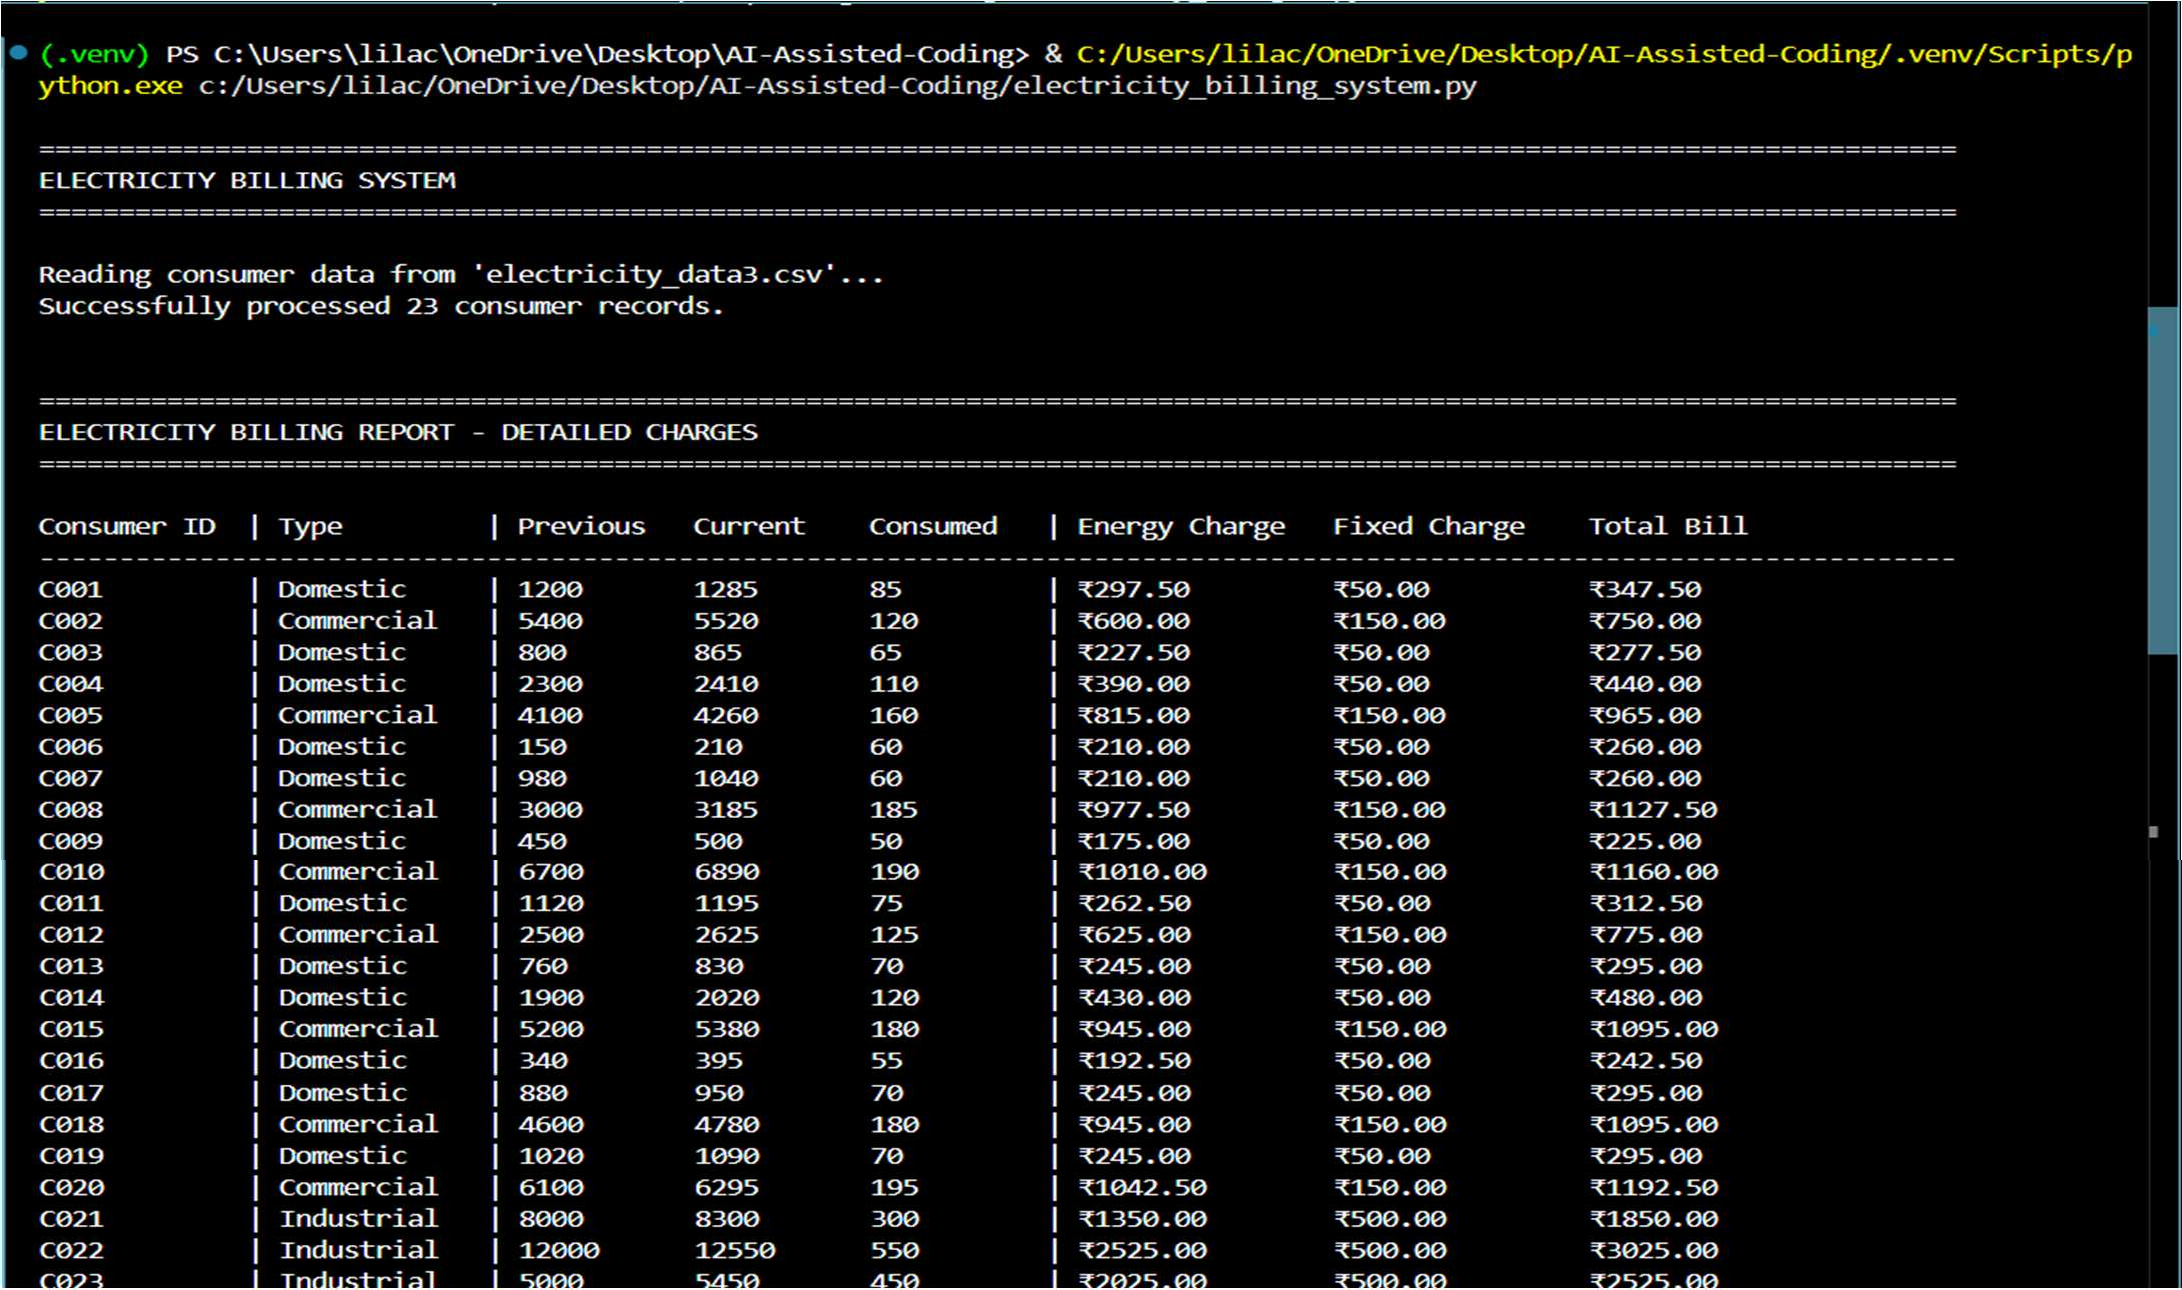 (.venv) PS C:\Users\lilac\OneDrive\Desktop\AI-Assisted-Coding> & C:/Users/lilac/OneDrive/Desktop/AI-Assisted-Coding/.venv/Scripts/p
ython.exe c:/Users/lilac/OneDrive/Desktop/AI-Assisted-Coding/electricity_billing_system.py
========================================================================================================================
ELECTRICITY BILLING SYSTEM
========================================================================================================================
Reading consumer data from 'electricity_data3.csv'...
Successfully processed 23 consumer records.
========================================================================================================================
ELECTRICITY BILLING REPORT - DETAILED CHARGES
========================================================================================================================
Consumer ID | Type | Previous Current Consumed | Energy Charge Fixed Charge Total Bill
------------------------------------------------------------------------------------------------------------------------
C001 | Domestic | 1200 1285 85 | ₹297.50 ₹50.00 ₹347.50
C002 | Commercial | 5400 5520 120 | ₹600.00 ₹150.00 ₹750.00
C003 | Domestic | 800 865 65 | ₹227.50 ₹50.00 ₹277.50
C004 | Domestic | 2300 2410 110 | ₹390.00 ₹50.00 ₹440.00
C005 | Commercial | 4100 4260 160 | ₹815.00 ₹150.00 ₹965.00
C006 | Domestic | 150 210 60 | ₹210.00 ₹50.00 ₹260.00
C007 | Domestic | 980 1040 60 | ₹210.00 ₹50.00 ₹260.00
C008 | Commercial | 3000 3185 185 | ₹977.50 ₹150.00 ₹1127.50
C009 | Domestic | 450 500 50 | ₹175.00 ₹50.00 ₹225.00
C010 | Commercial | 6700 6890 190 | ₹1010.00 ₹150.00 ₹1160.00
C011 | Domestic | 1120 1195 75 | ₹262.50 ₹50.00 ₹312.50
C012 | Commercial | 2500 2625 125 | ₹625.00 ₹150.00 ₹775.00
C013 | Domestic | 760 830 70 | ₹245.00 ₹50.00 ₹295.00
C014 | Domestic | 1900 2020 120 | ₹430.00 ₹50.00 ₹480.00
C015 | Commercial | 5200 5380 180 | ₹945.00 ₹150.00 ₹1095.00
C016 | Domestic | 340 395 55 | ₹192.50 ₹50.00 ₹242.50
C017 | Domestic | 880 950 70 | ₹245.00 ₹50.00 ₹295.00
C018 | Commercial | 4600 4780 180 | ₹945.00 ₹150.00 ₹1095.00
C019 | Domestic | 1020 1090 70 | ₹245.00 ₹50.00 ₹295.00
C020 | Commercial | 6100 6295 195 | ₹1042.50 ₹150.00 ₹1192.50
C021 | Industrial | 8000 8300 300 | ₹1350.00 ₹500.00 ₹1850.00
C022 | Industrial | 12000 12550 550 | ₹2525.00 ₹500.00 ₹3025.00
C023 | Industrial | 5000 5450 450 | ₹2025.00 ₹500.00 ₹2525.00